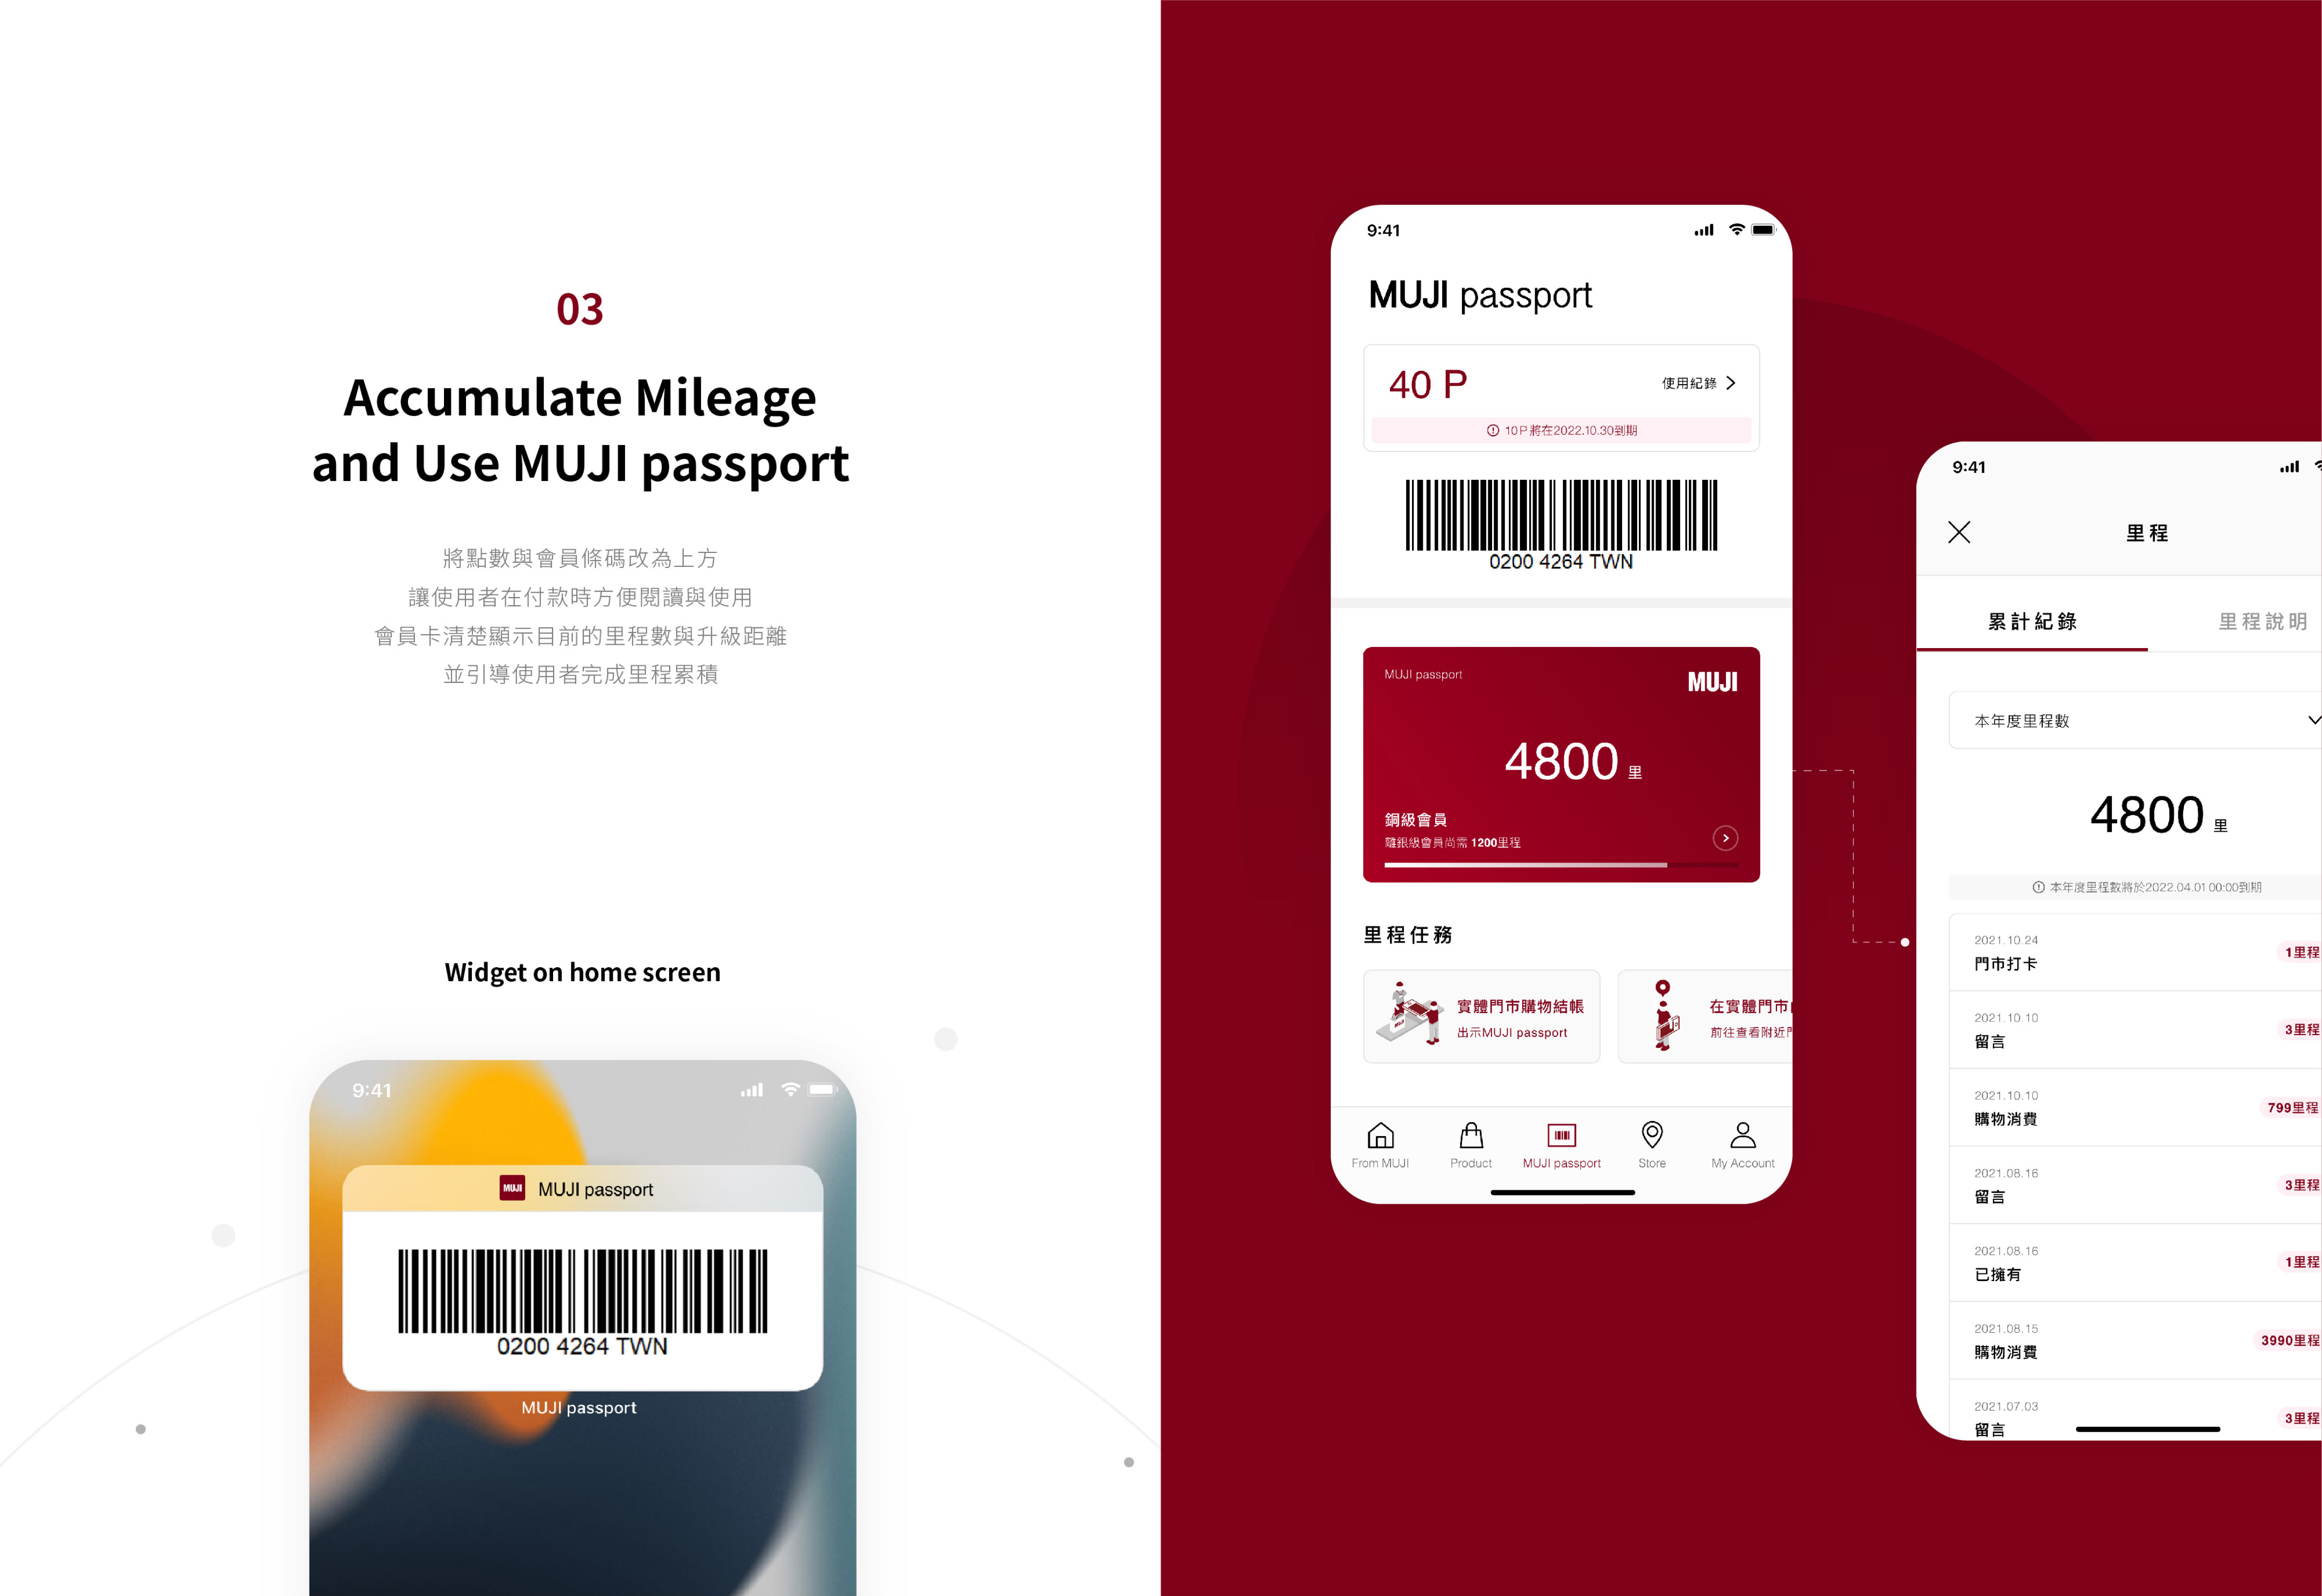 03
Accumulate Mileage
and Use MUJI passport
將點數與會員條碼改為上方
讓使用者在付款時方便閱讀與使用
會員卡清楚顯示目前的里程數與升級距離
並引導使用者完成里程累積
Widget on home screen
9:41
MUJI
MUJI passport
0200 4264 TWN
MUJI passport
9:41
MUJI passport
40 P
使用紀錄
10 P 將在2022.10.30到期
0200 4264 TWN
MUJI passport
MUJI
4800 里
銅級會員
離銀級會員尚需 1200里程
里程任務
實體門市購物結帳
出示MUJI passport
在實體門市
前往查看附近
From MUJI
Product
MUJI passport
Store
My Account
9:41
里程
累計紀錄
里程說明
本年度里程數
4800 里
本年度里程數將於2022.04.01 00:00到期
2021.10.24
門市打卡
1里程
2021.10.10
留言
3里程
2021.10.10
購物消費
799里程
2021.08.16
留言
3里程
2021.08.16
已擁有
1里程
2021.08.15
購物消費
3990里程
2021.07.03
留言
3里程